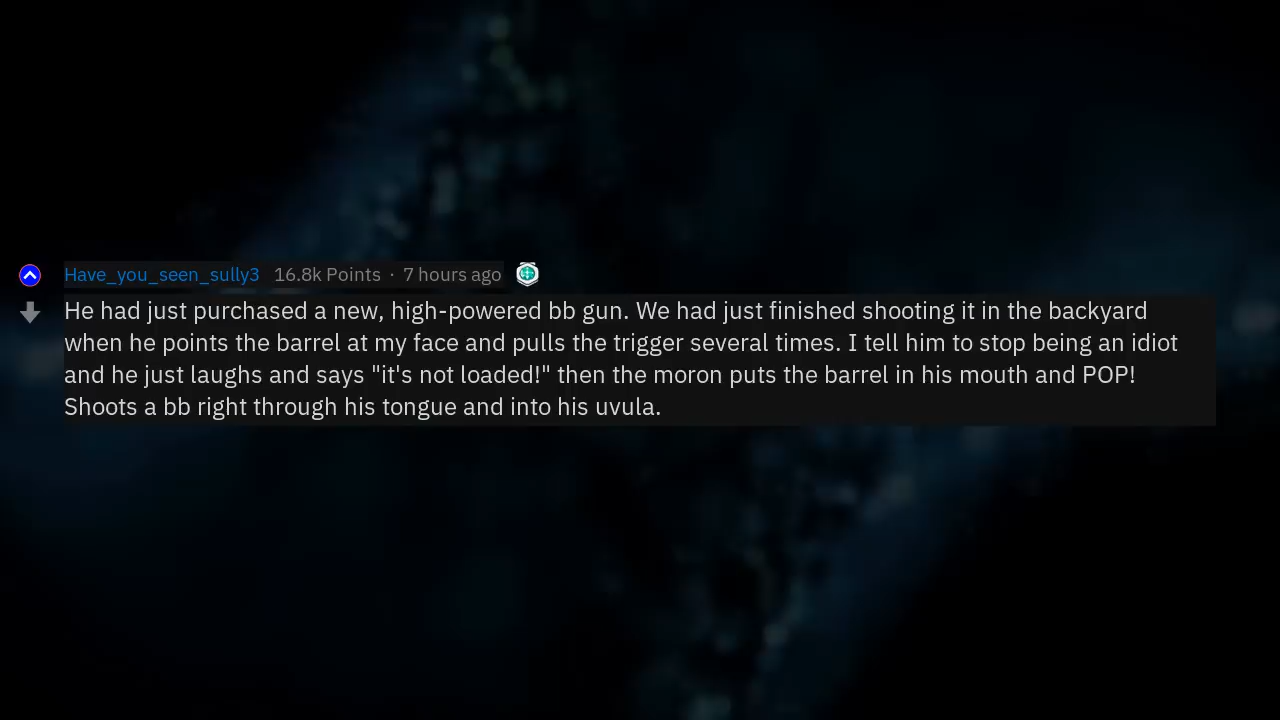 Have_you_seen_sully3 16.8k Points · 7 hours ago
He had just purchased a new, high-powered bb gun. We had just finished shooting it in the backyard
when he points the barrel at my face and pulls the trigger several times. I tell him to stop being an idiot
and he just laughs and says "it's not loaded!" then the moron puts the barrel in his mouth and POP!
Shoots a bb right through his tongue and into his uvula.